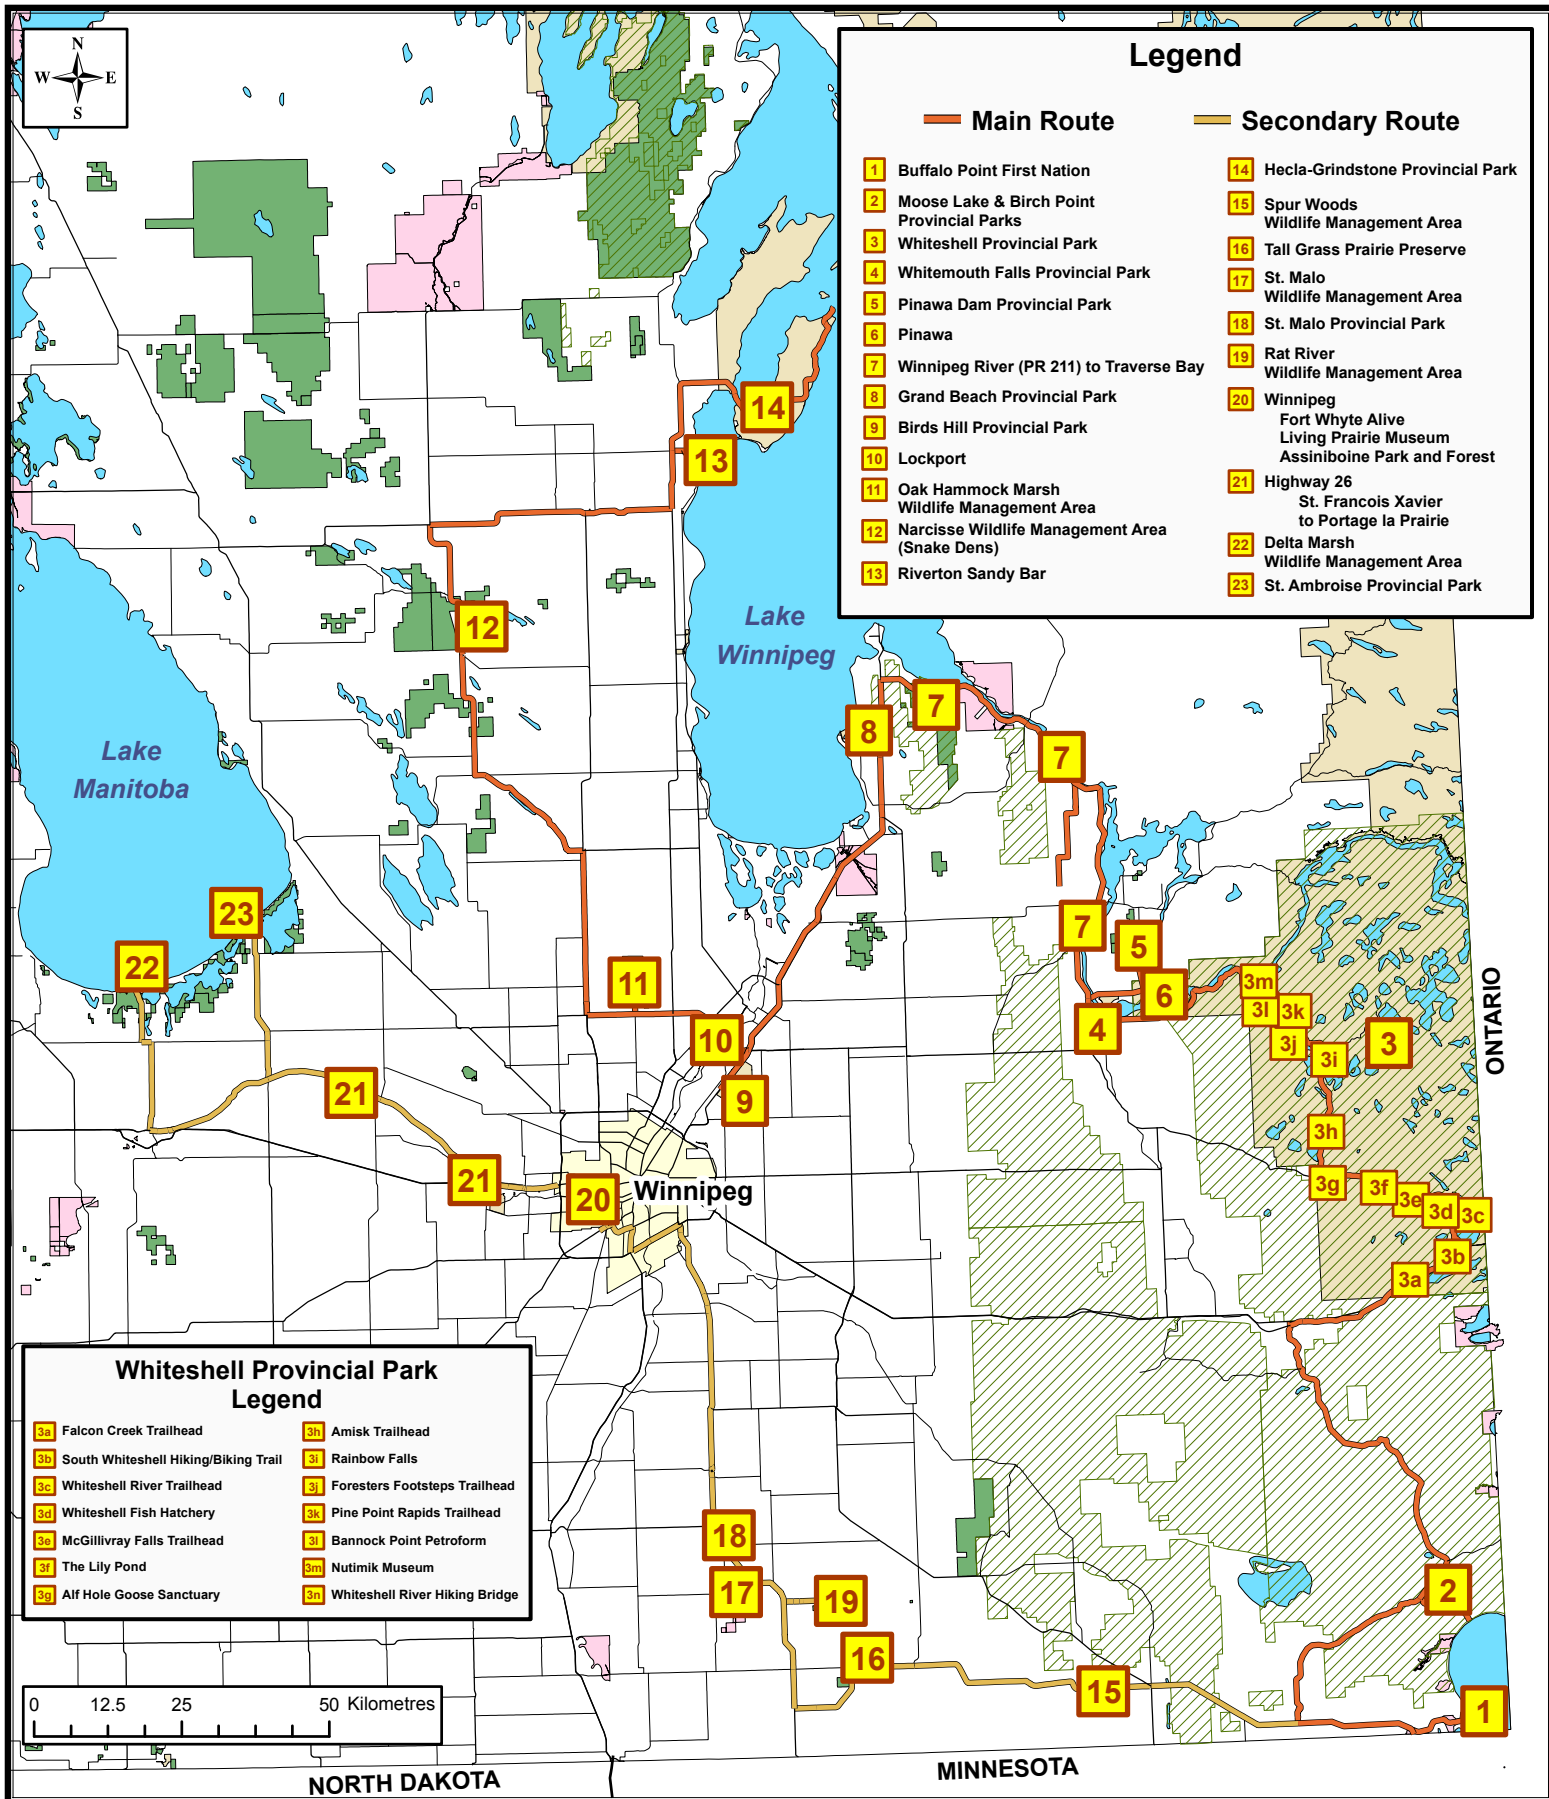 N
W E
S
Legend
Main Route
Secondary Route
1 Buffalo Point First Nation
2 Moose Lake & Birch Point
Provincial Parks
3 Whiteshell Provincial Park
4 Whitemouth Falls Provincial Park
5 Pinawa Dam Provincial Park
6 Pinawa
7 Winnipeg River (PR 211) to Traverse Bay
8 Grand Beach Provincial Park
9 Birds Hill Provincial Park
10 Lockport
11 Oak Hammock Marsh
Wildlife Management Area
12 Narcisse Wildlife Management Area
(Snake Dens)
13 Riverton Sandy Bar
14 Hecla-Grindstone Provincial Park
15 Spur Woods
Wildlife Management Area
16 Tall Grass Prairie Preserve
17 St. Malo
Wildlife Management Area
18 St. Malo Provincial Park
19 Rat River
Wildlife Management Area
20 Winnipeg
Fort Whyte Alive
Living Prairie Museum
Assiniboine Park and Forest
21 Highway 26
St. Francois Xavier
to Portage la Prairie
22 Delta Marsh
Wildlife Management Area
23 St. Ambroise Provincial Park
14
13
12
Lake
Winnipeg
7
8
7
Lake
Manitoba
23
22
7
5
11
6
3m
3l
3k
4
10
3j
3i
3
ONTARIO
21
9
3h
21
20
Winnipeg
3g
3f
3e
3d
3c
3b
3a
Whiteshell Provincial Park
Legend
3a Falcon Creek Trailhead
3b South Whiteshell Hiking/Biking Trail
3c Whiteshell River Trailhead
3d Whiteshell Fish Hatchery
3e McGillivray Falls Trailhead
3f The Lily Pond
3g Alf Hole Goose Sanctuary
3h Amisk Trailhead
3i Rainbow Falls
3j Foresters Footsteps Trailhead
3k Pine Point Rapids Trailhead
3l Bannock Point Petroform
3m Nutimik Museum
3n Whiteshell River Hiking Bridge
18
17
19
2
16
15
1
0 12.5 25 50 Kilometres
NORTH DAKOTA
MINNESOTA